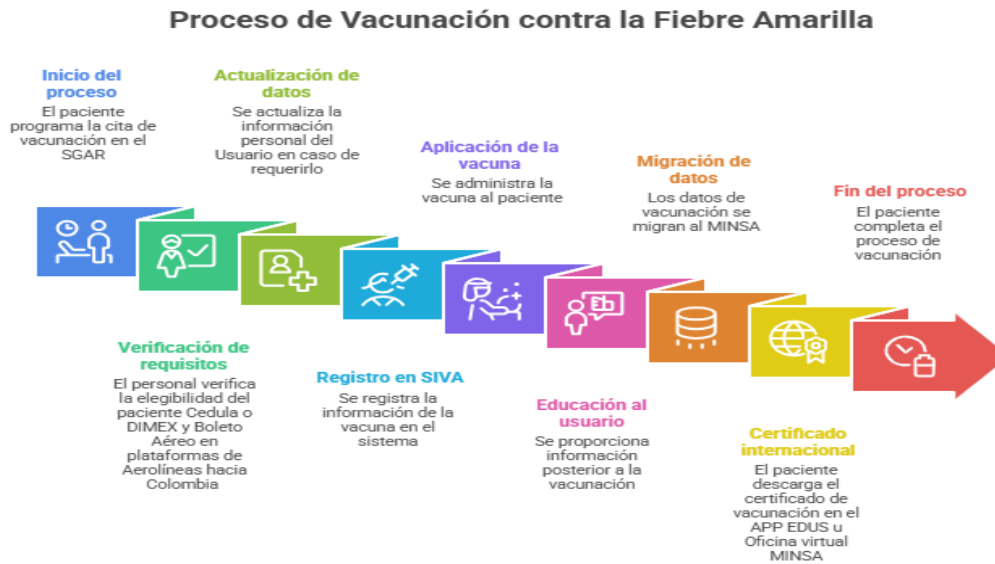 Proceso de Vacunación contra la Fiebre Amarilla
Inicio del
proceso
El paciente
programa la cita de
vacunación en el
SGAR
Verificación de
requisitos
El personal verifica
la elegibilidad del
paciente Cedula o
DIMEX y Boleto
Aéreo en
plataformas de
Aerolíneas hacia
Colombia
Actualización de
datos
Se actualiza la
información
personal del
Usuario en caso de
requerirlo
Registro en SIVA
Se registra la
información de la
vacuna en el
sistema
Aplicación de la
vacuna
Se administra la
vacuna al paciente
Educación al
usuario
Se proporciona
información
posterior a la
vacunación
Migración de
datos
Los datos de
vacunación se
migran al MINSA
Certificado
internacional
El paciente
descarga el
certificado de
vacunación en el
APP EDUS u
Oficina virtual
MINSA
Fin del proceso
El paciente
completa el
proceso de
vacunación